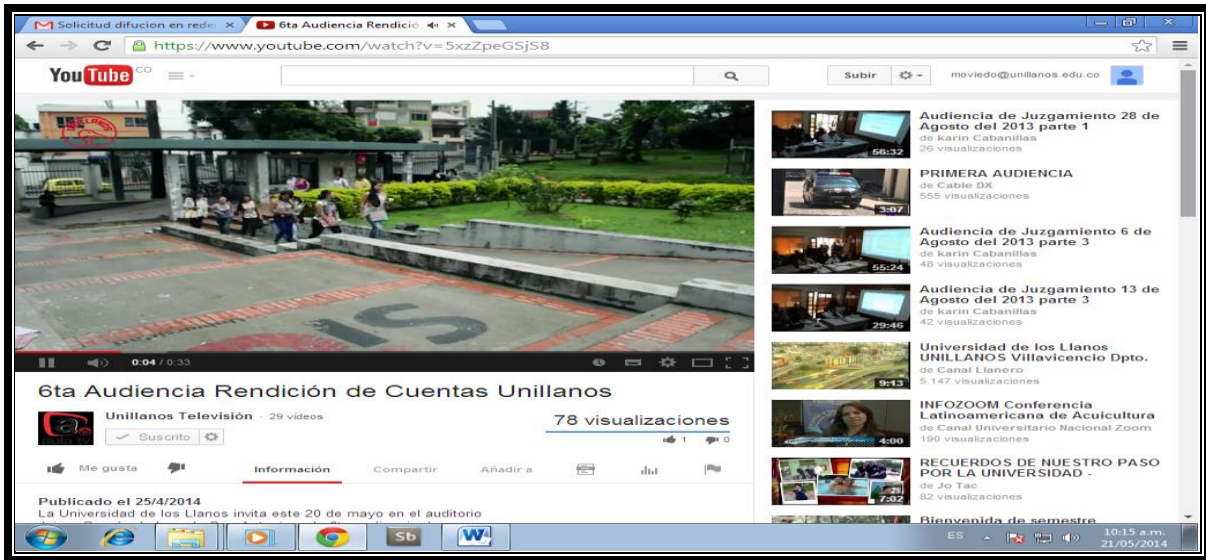 Solicitud difucion en rede
6ta Audiencia Rendició
https://www.youtube.com/watch?v=5xzZpeGSjS8
YouTube CO
Subir
moviedo@unillanos.edu.co
UNILLANOS
0:04 / 0:33
6ta Audiencia Rendición de Cuentas Unillanos
Unillanos Televisión · 29 vídeos
Suscrito
78 visualizaciones
1 0
Me gusta
Información Compartir Añadir a
Publicado el 25/4/2014
La Universidad de los Llanos invita este 20 de mayo en el auditorio
Audiencia de Juzgamiento 28 de
Agosto del 2013 parte 1
de karin Cabanillas
26 visualizaciones
56:32
PRIMERA AUDIENCIA
de Cable DX
555 visualizaciones
3:07
Audiencia de Juzgamiento 6 de
Agosto del 2013 parte 3
de karin Cabanillas
48 visualizaciones
55:24
Audiencia de Juzgamiento 13 de
Agosto del 2013 parte 3
de karin Cabanillas
42 visualizaciones
29:46
Universidad de los Llanos
UNILLANOS Villavicencio Dpto.
de Canal Llanero
5.147 visualizaciones
9:13
INFOZOOM Conferencia
Latinoamericana de Acuicultura
de Canal Universitario Nacional Zoom
190 visualizaciones
4:00
RECUERDOS DE NUESTRO PASO
POR LA UNIVERSIDAD -
de Jo Tac
82 visualizaciones
7:02
Bienvenida de semestre
Sb
W
ES
10:15 a.m.
21/05/2014